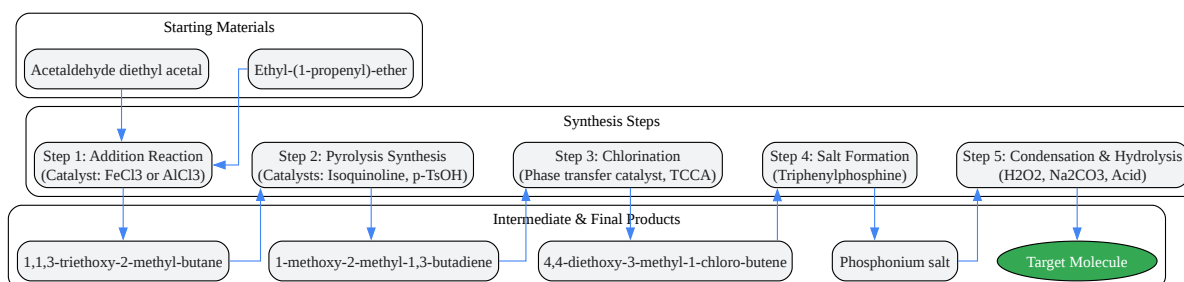 Starting Materials
Acetaldehyde diethyl acetal
Ethyl-(1-propenyl)-ether
Synthesis Steps
Step 1: Addition Reaction
(Catalyst: FeCl3 or AlCl3)
Step 2: Pyrolysis Synthesis
(Catalysts: Isoquinoline, p-TsOH)
Step 3: Chlorination
(Phase transfer catalyst, TCCA)
Step 4: Salt Formation
(Triphenylphosphine)
Step 5: Condensation & Hydrolysis
(H2O2, Na2CO3, Acid)
Intermediate & Final Products
1,1,3-triethoxy-2-methyl-butane
1-methoxy-2-methyl-1,3-butadiene
4,4-diethoxy-3-methyl-1-chloro-butene
Phosphonium salt
Target Molecule